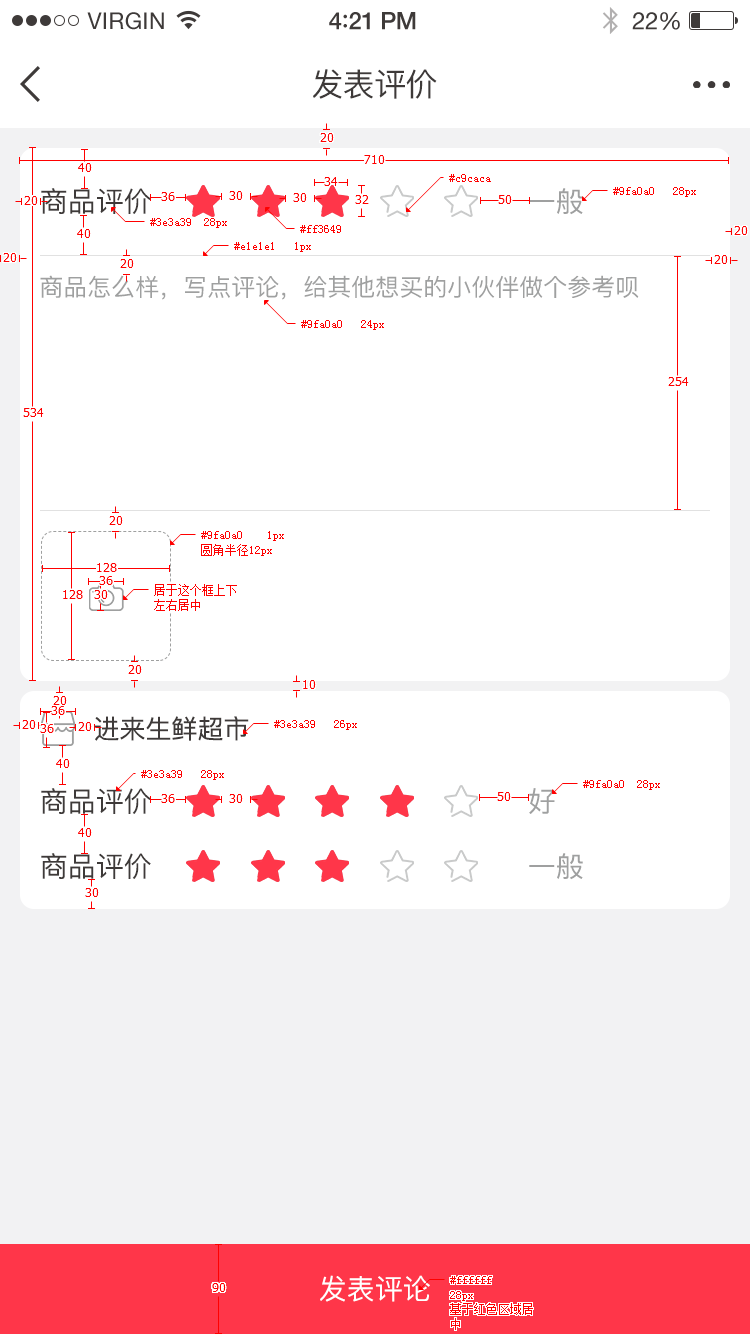 VIRGIN 4:21 PM 22%
发表评价
20
710
40
34
#c9caca
20 商品评价 36 30 30 32 50 一般 #9fa0a0 28px
#3e3a39 28px
#ff3649
40
20
#e1e1e1 1px
20
20
20
商品怎么样，写点评论，给其他想买的小伙伴做个参考呗
#9fa0a0 24px
254
534
20
#9fa0a0 1px
圆角半径12px
128
36
128
30
居于这个框上下
左右居中
20
10
20
36
20 36 20 进来生鲜超市 #3e3a39 26px
40
#3e3a39 28px
商品评价 36 30 50 好 #9fa0a0 28px
40
商品评价 一般
30
90
发表评论
#ffffff
28px
基于红色区域居
中